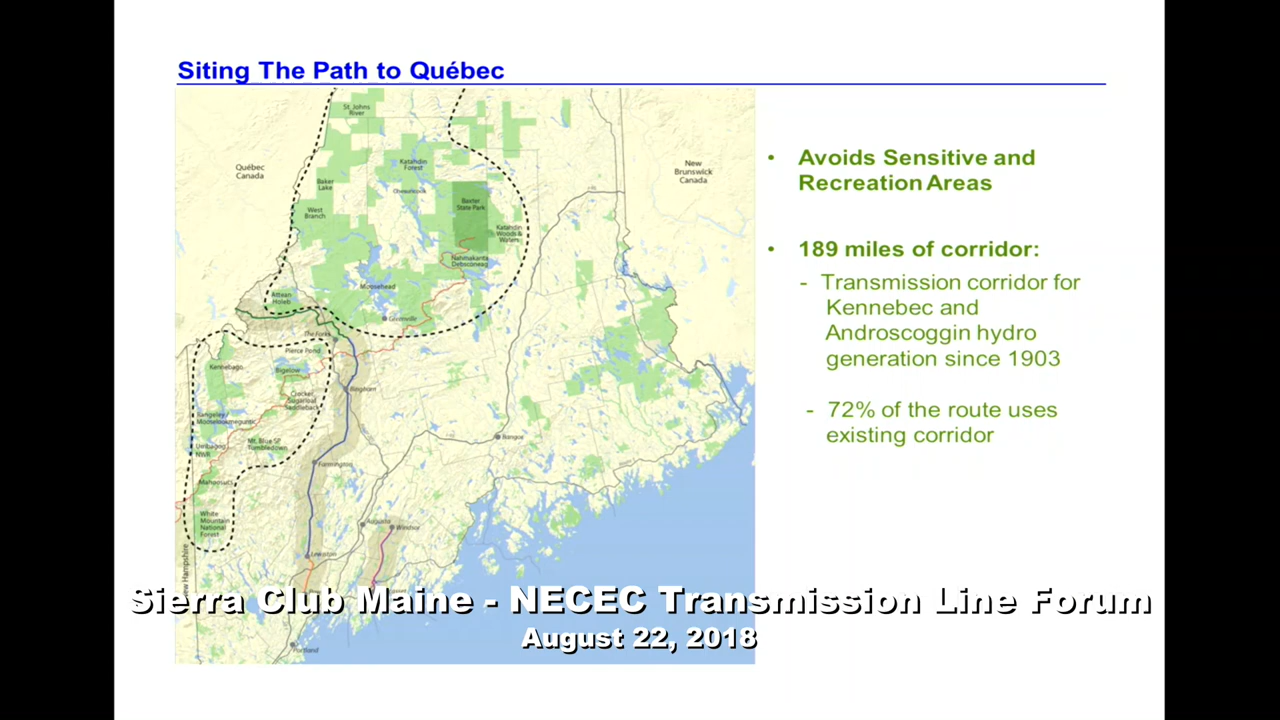 Siting The Path to Québec
St. Johns
River
Québec
Canada
Katahdin
Forest
New
Brunswick
Canada
Baker
Lake
Chesuncook
Baxter
State Park
West
Branch
Katahdin
Woods &
Waters
Nahmakanta
Debsconeag
Moosehead
Attean
Holeb
Greenville
The Forks
Pierce Pond
Kennebago
Bigelow
Bingham
Crocker
Sugarloaf
Saddleback
Rangeley/
Mooselookmeguntic
Umbagog
NWR
Mt. Blue SP
Tumbledown
Bangor
Farmington
Mahoosucs
White
Mountain
National
Forest
Augusta
Windsor
Lewiston
New Hampshire
Portland
• Avoids Sensitive and
Recreation Areas
• 189 miles of corridor:
- Transmission corridor for
Kennebec and
Androscoggin hydro
generation since 1903
- 72% of the route uses
existing corridor
Sierra Club Maine - NECEC Transmission Line Forum
August 22, 2018